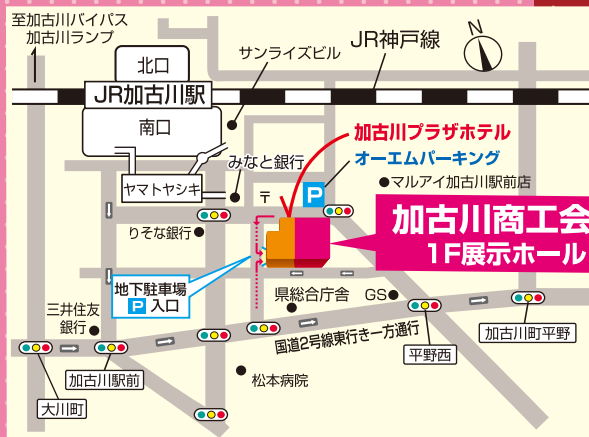 至加古川バイパス
加古川ランプ
北口
JR加古川駅
南口
サンライズビル
JR神戸線
N
加古川プラザホテル
オーエムパーキング
みなと銀行
ヤマトヤシキ
〒
P
マルアイ加古川駅前店
りそな銀行
加古川商工会
1F展示ホール
地下駐車場
P 入口
県総合庁舎
GS
三井住友
銀行
国道2号線東行き一方通行
加古川町平野
平野西
加古川駅前
大川町
松本病院